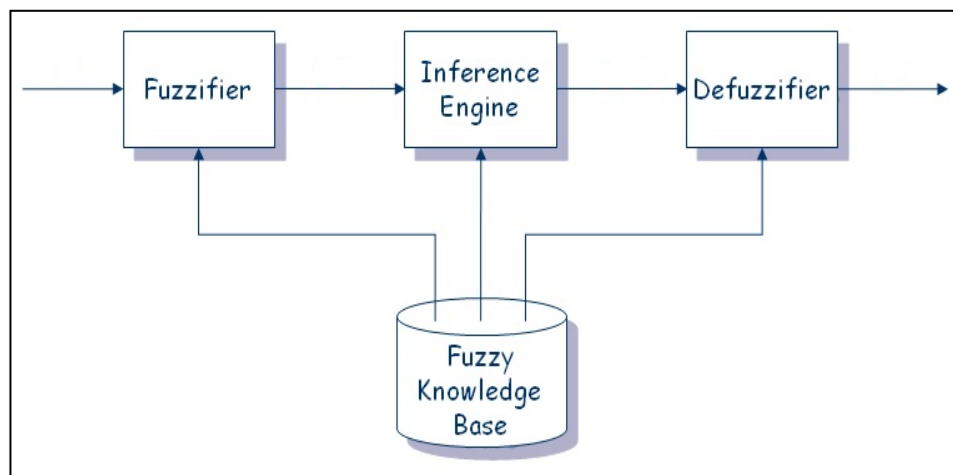 Fuzzifier
Inference
Engine
Defuzzifier
Fuzzy
Knowledge
Base